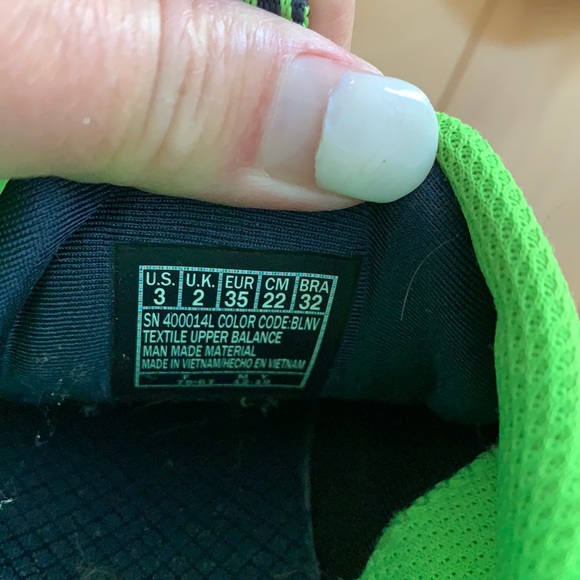 U.S. U.K. EUR CM BRA
3 2 35 22 32
SN 400014L COLOR CODE:BLNV
TEXTILE UPPER BALANCE
MAN MADE MATERIAL
MADE IN VIETNAM/HECHO EN VIETNAM